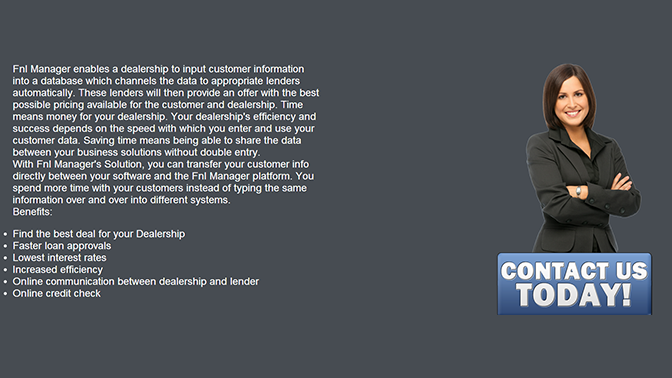 FnI Manager enables a dealership to input customer information
into a database which channels the data to appropriate lenders
automatically. These lenders will then provide an offer with the best
possible pricing available for the customer and dealership. Time
means money for your dealership. Your dealership's efficiency and
success depends on the speed with which you enter and use your
customer data. Saving time means being able to share the data
between your business solutions without double entry.
With FnI Manager's Solution, you can transfer your customer info
directly between your software and the FnI Manager platform. You
spend more time with your customers instead of typing the same
information over and over into different systems.
Benefits:
• Find the best deal for your Dealership
• Faster loan approvals
• Lowest interest rates
• Increased efficiency
• Online communication between dealership and lender
• Online credit check
CONTACT US
TODAY!